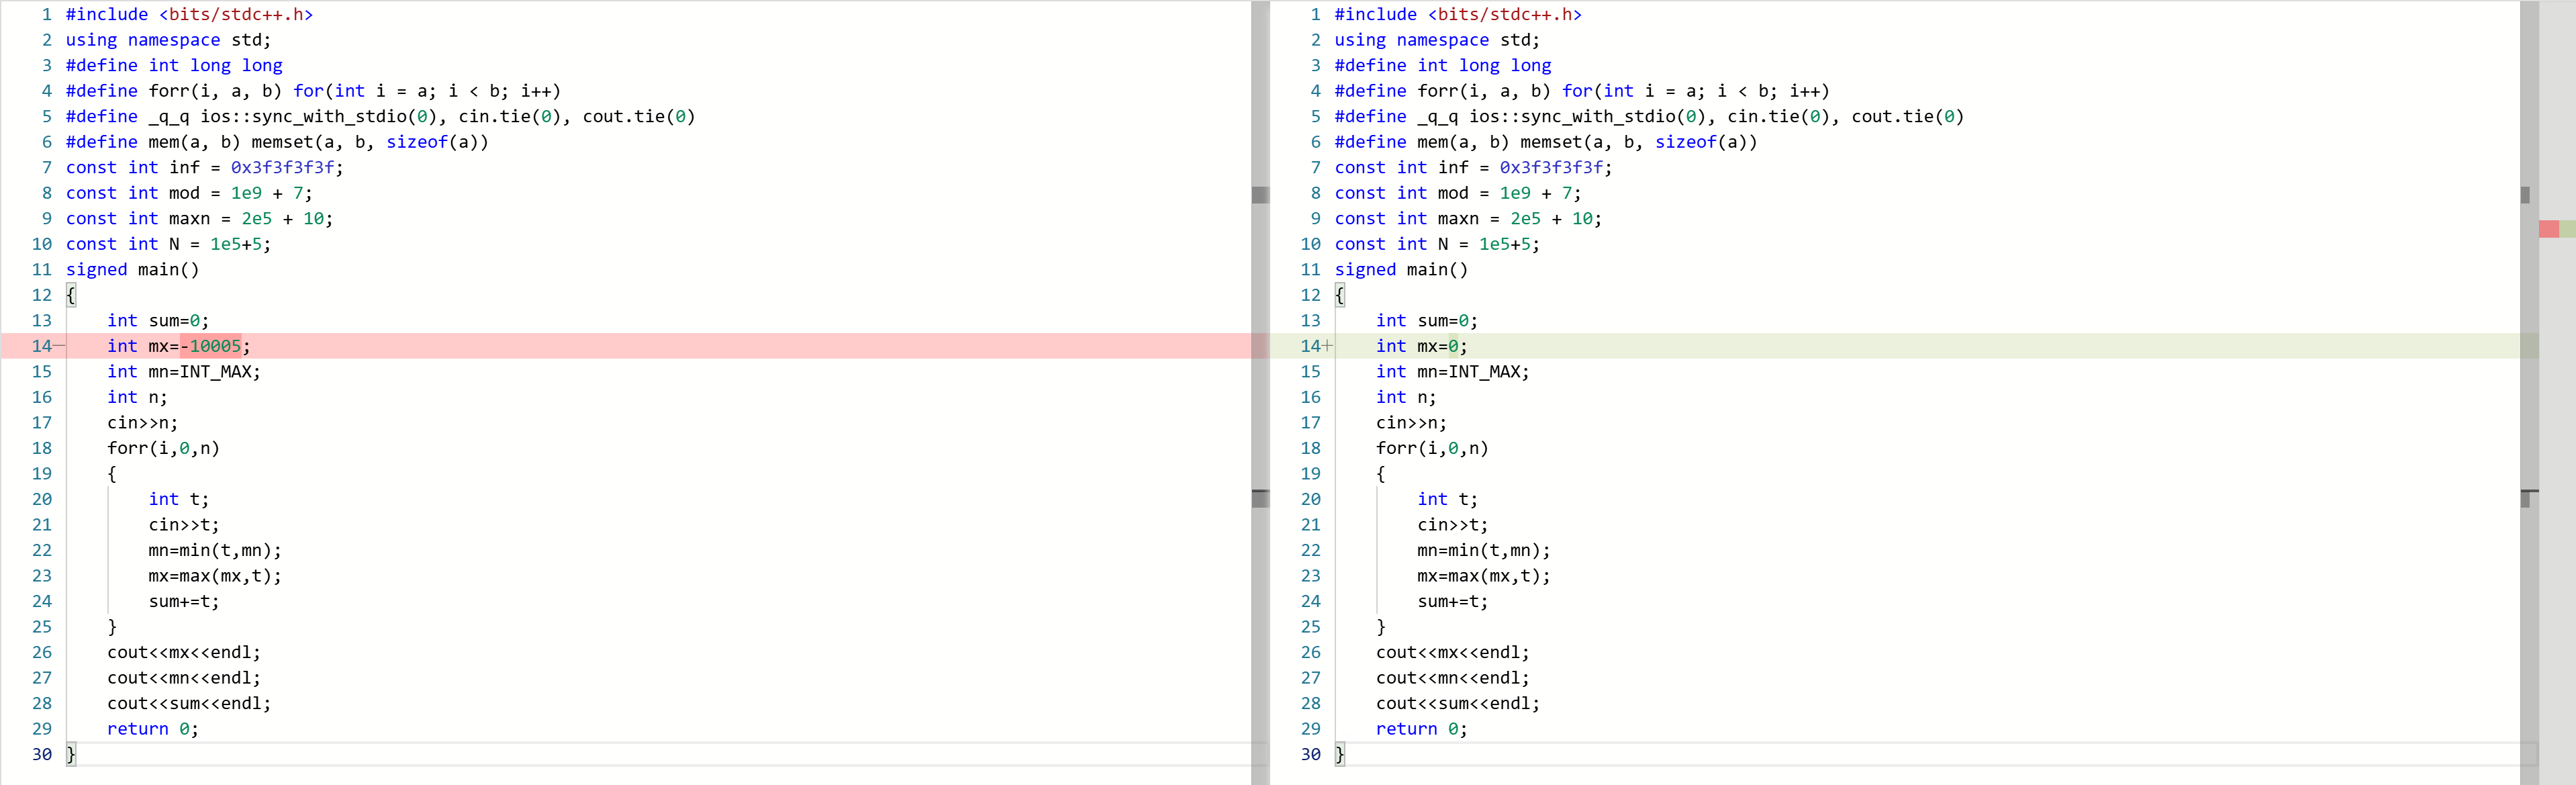 1 #include <bits/stdc++.h>
2 using namespace std;
3 #define int long long
4 #define forr(i, a, b) for(int i = a; i < b; i++)
5 #define _q_q ios::sync_with_stdio(0), cin.tie(0), cout.tie(0)
6 #define mem(a, b) memset(a, b, sizeof(a))
7 const int inf = 0x3f3f3f3f;
8 const int mod = 1e9 + 7;
9 const int maxn = 2e5 + 10;
10 const int N = 1e5+5;
11 signed main()
12 {
13     int sum=0;
14—    int mx=-10005;
15     int mn=INT_MAX;
16     int n;
17     cin>>n;
18     forr(i,0,n)
19     {
20         int t;
21         cin>>t;
22         mn=min(t,mn);
23         mx=max(mx,t);
24         sum+=t;
25     }
26     cout<<mx<<endl;
27     cout<<mn<<endl;
28     cout<<sum<<endl;
29     return 0;
30 }
1 #include <bits/stdc++.h>
2 using namespace std;
3 #define int long long
4 #define forr(i, a, b) for(int i = a; i < b; i++)
5 #define _q_q ios::sync_with_stdio(0), cin.tie(0), cout.tie(0)
6 #define mem(a, b) memset(a, b, sizeof(a))
7 const int inf = 0x3f3f3f3f;
8 const int mod = 1e9 + 7;
9 const int maxn = 2e5 + 10;
10 const int N = 1e5+5;
11 signed main()
12 {
13     int sum=0;
14+    int mx=0;
15     int mn=INT_MAX;
16     int n;
17     cin>>n;
18     forr(i,0,n)
19     {
20         int t;
21         cin>>t;
22         mn=min(t,mn);
23         mx=max(mx,t);
24         sum+=t;
25     }
26     cout<<mx<<endl;
27     cout<<mn<<endl;
28     cout<<sum<<endl;
29     return 0;
30 }